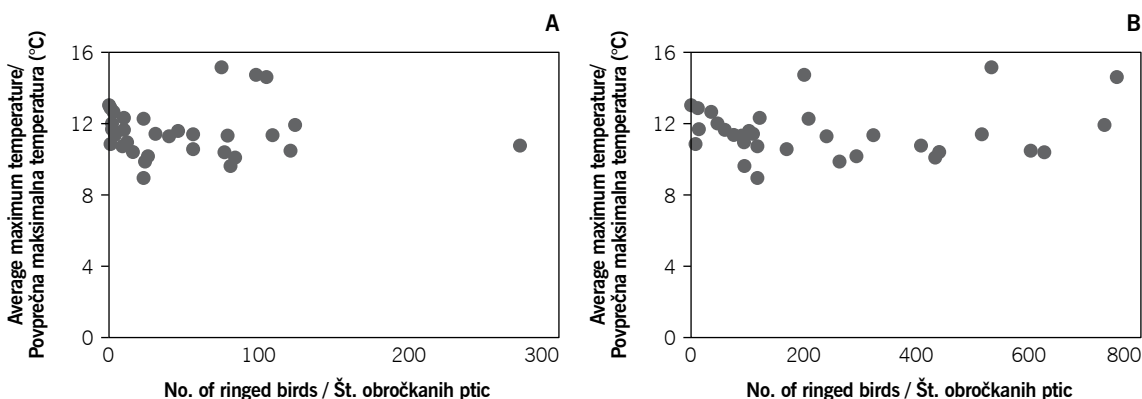 A
Average maximum temperature/
Povprečna maksimalna temperatura (°C)
16
12
8
4
0
0 100 200 300
No. of ringed birds / Št. obročkanih ptic
B
Average maximum temperature/
Povprečna maksimalna temperatura (°C)
16
12
8
4
0
0 200 400 600 800
No. of ringed birds / Št. obročkanih ptic